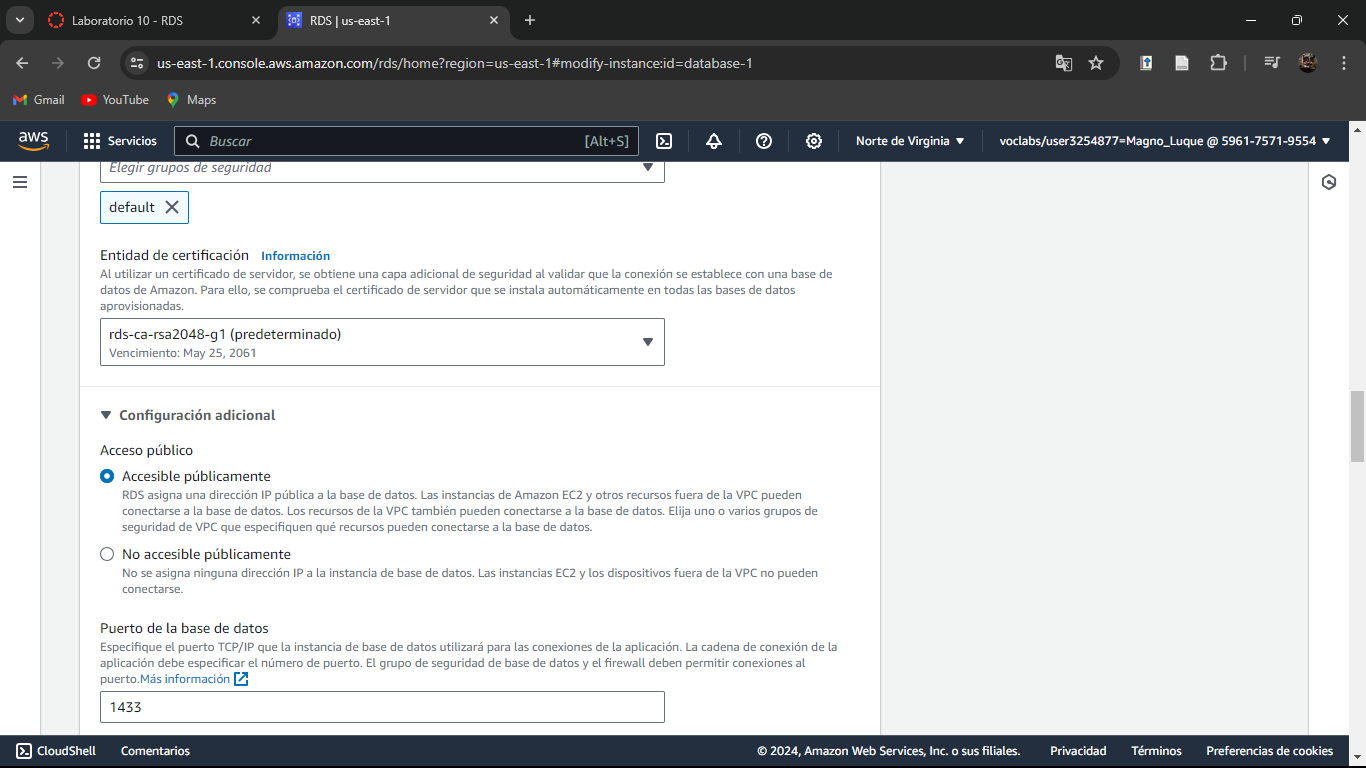 Laboratorio 10 - RDS
RDS | us-east-1
us-east-1.console.aws.amazon.com/rds/home?region=us-east-1#modify-instance:id=database-1
Gmail
YouTube
Maps
aws
Servicios
Buscar
[Alt+S]
Norte de Virginia
voclabs/user3254877=Magno_Luque @ 5961-7571-9554
Elegir grupos de seguridad
default
Entidad de certificación Información
Al utilizar un certificado de servidor, se obtiene una capa adicional de seguridad al validar que la conexión se establece con una base de
datos de Amazon. Para ello, se comprueba el certificado de servidor que se instala automáticamente en todas las bases de datos
aprovisionadas.
rds-ca-rsa2048-g1 (predeterminado)
Vencimiento: May 25, 2061
Configuración adicional
Acceso público
Accesible públicamente
RDS asigna una dirección IP pública a la base de datos. Las instancias de Amazon EC2 y otros recursos fuera de la VPC pueden
conectarse a la base de datos. Los recursos de la VPC también pueden conectarse a la base de datos. Elija uno o varios grupos de
seguridad de VPC que especifiquen qué recursos pueden conectarse a la base de datos.
No accesible públicamente
No se asigna ninguna dirección IP a la instancia de base de datos. Las instancias EC2 y los dispositivos fuera de la VPC no pueden
conectarse.
Puerto de la base de datos
Especifique el puerto TCP/IP que la instancia de base de datos utilizará para las conexiones de la aplicación. La cadena de conexión de la
aplicación debe especificar el número de puerto. El grupo de seguridad de base de datos y el firewall deben permitir conexiones al
puerto.Más información
1433
CloudShell
Comentarios
© 2024, Amazon Web Services, Inc. o sus filiales.
Privacidad
Términos
Preferencias de cookies